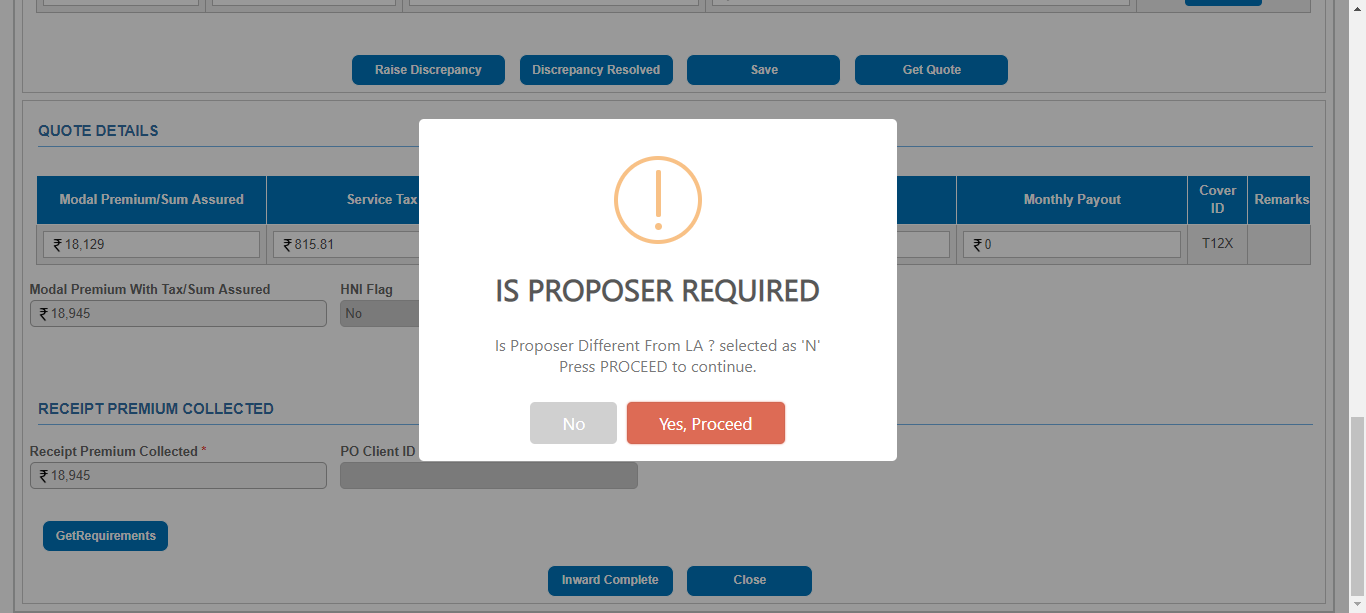 Raise Discrepancy Discrepancy Resolved Save Get Quote
QUOTE DETAILS
Modal Premium/Sum Assured Service Tax Monthly Payout Cover ID Remarks
₹ 18,129 ₹ 815.81 ₹ 0 T12X
Modal Premium With Tax/Sum Assured HNI Flag
₹ 18,945 No
IS PROPOSER REQUIRED
Is Proposer Different From LA ? selected as 'N'
Press PROCEED to continue.
No Yes, Proceed
RECEIPT PREMIUM COLLECTED
Receipt Premium Collected * PO Client ID
₹ 18,945
GetRequirements
Inward Complete Close